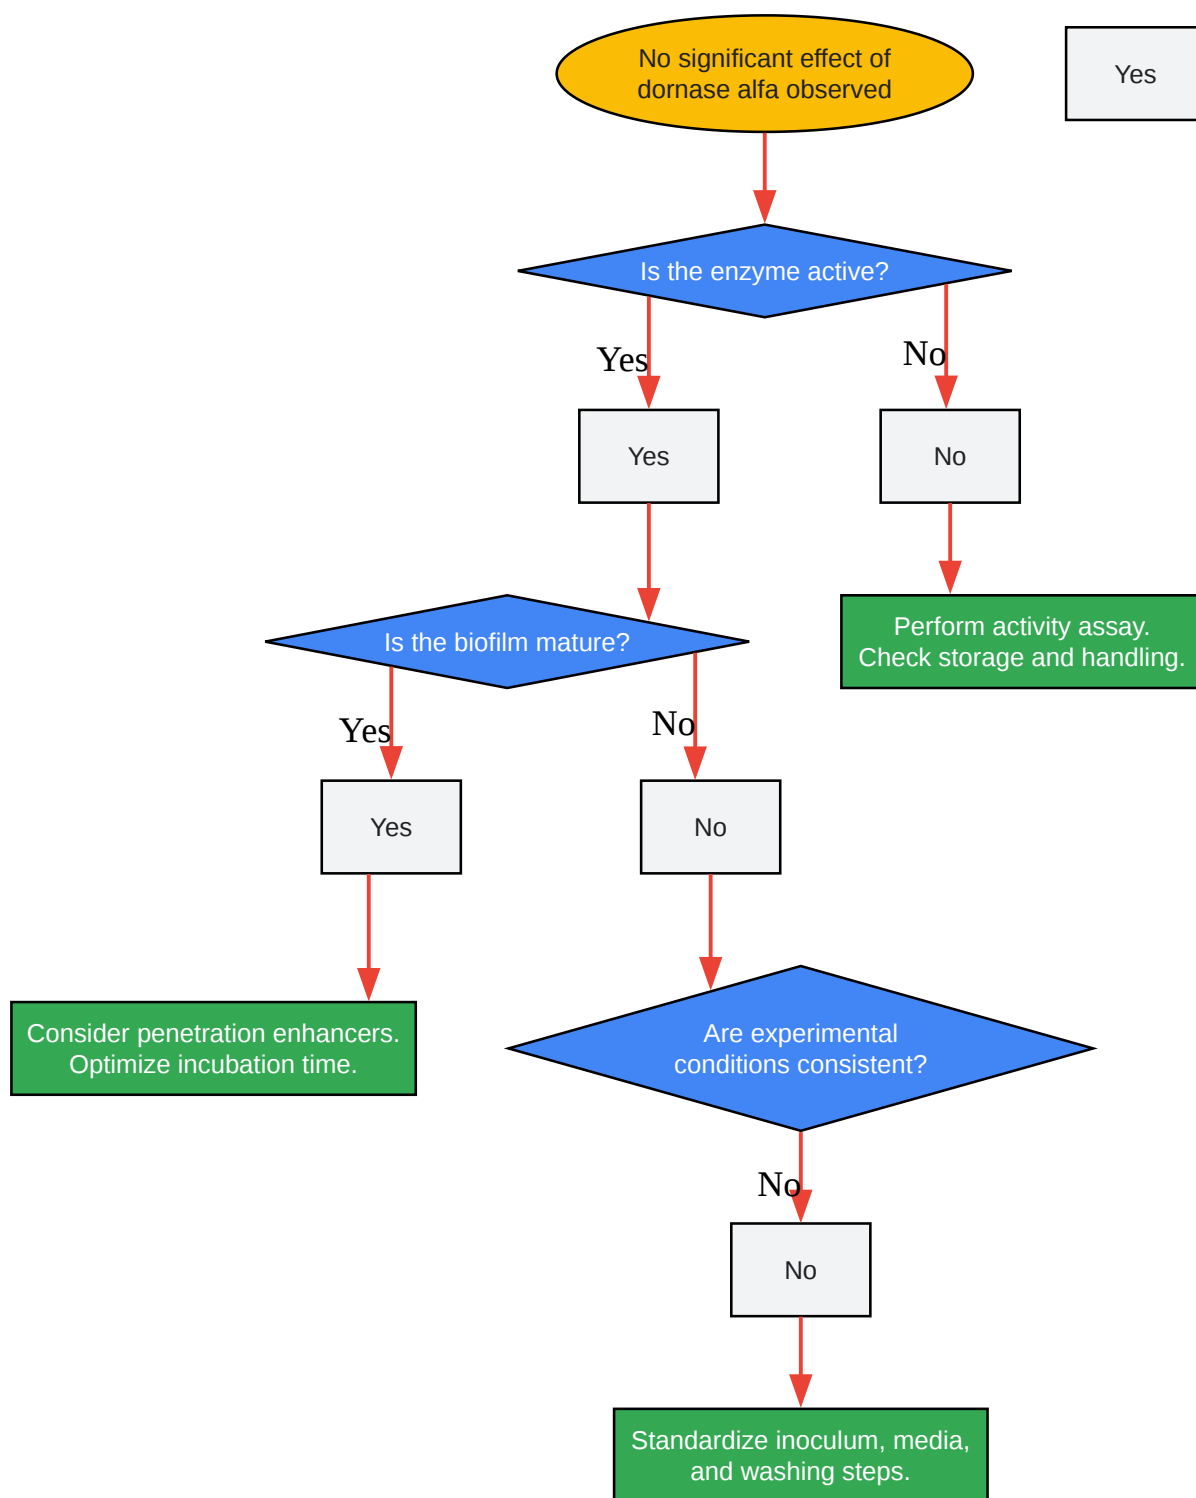 No significant effect of
dornase alfa observed
Yes
Is the enzyme active?
Yes
No
Yes
No
Is the biofilm mature?
Perform activity assay.
Check storage and handling.
Yes
No
Yes
No
Consider penetration enhancers.
Optimize incubation time.
Are experimental
conditions consistent?
No
No
Standardize inoculum, media,
and washing steps.